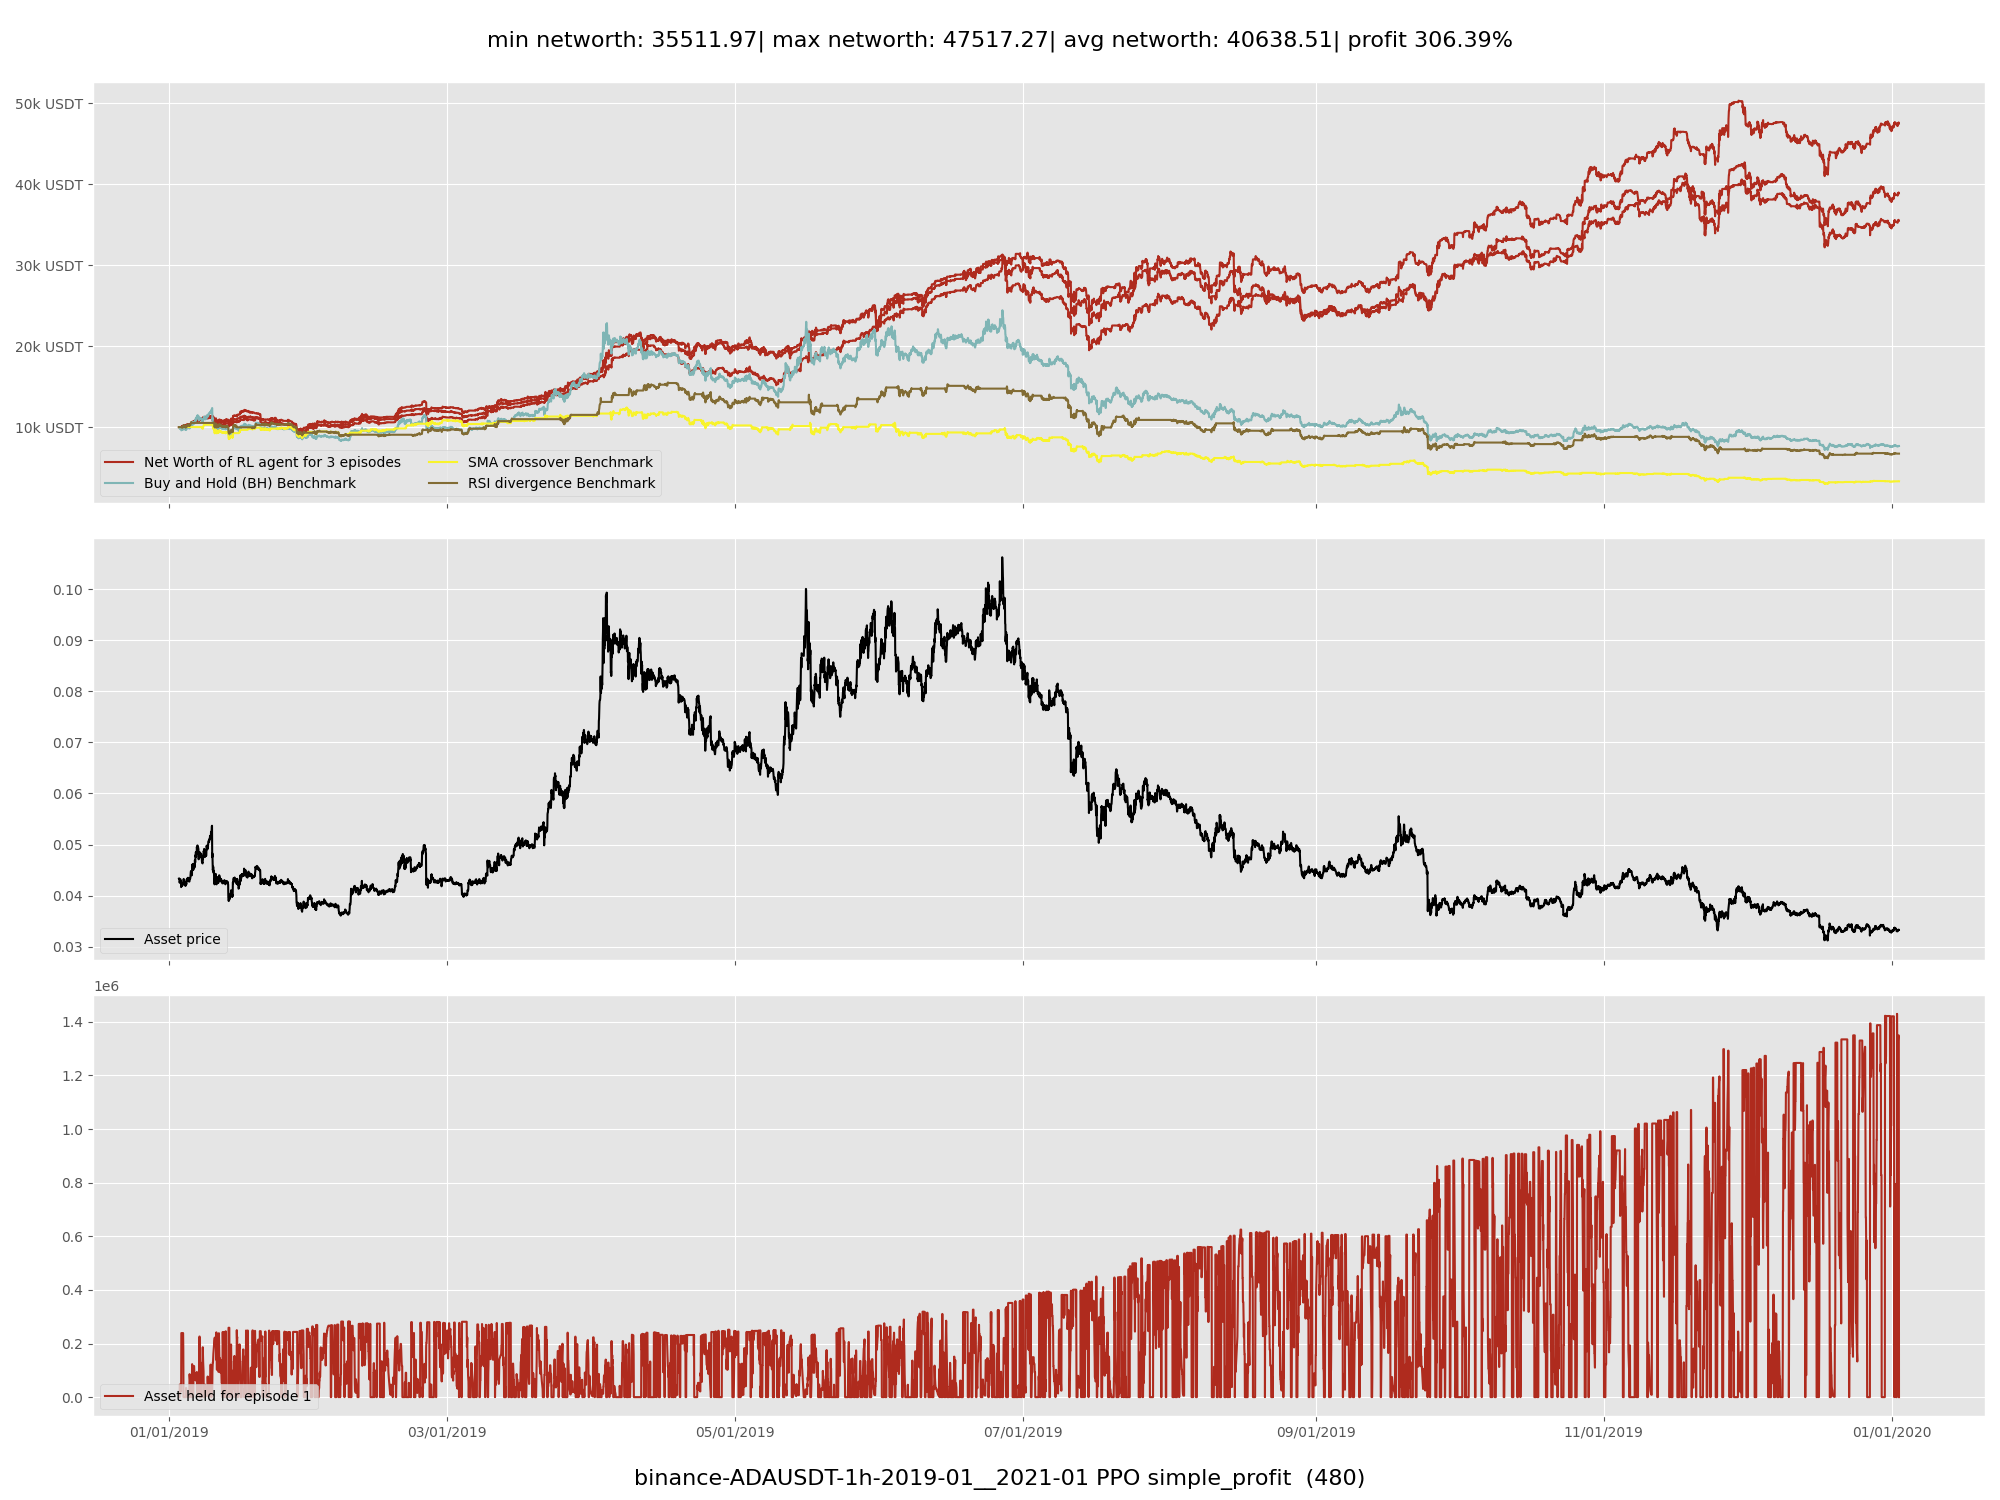 min networth: 35511.97| max networth: 47517.27| avg networth: 40638.51| profit 306.39%
50k USDT
40k USDT
30k USDT
20k USDT
10k USDT
Net Worth of RL agent for 3 episodes
Buy and Hold (BH) Benchmark
SMA crossover Benchmark
RSI divergence Benchmark
0.10
0.09
0.08
0.07
0.06
0.05
0.04
0.03
Asset price
1e6
1.4
1.2
1.0
0.8
0.6
0.4
0.2
0.0
Asset held for episode 1
01/01/2019 03/01/2019 05/01/2019 07/01/2019 09/01/2019 11/01/2019 01/01/2020
binance-ADAUSDT-1h-2019-01__2021-01 PPO simple_profit  (480)